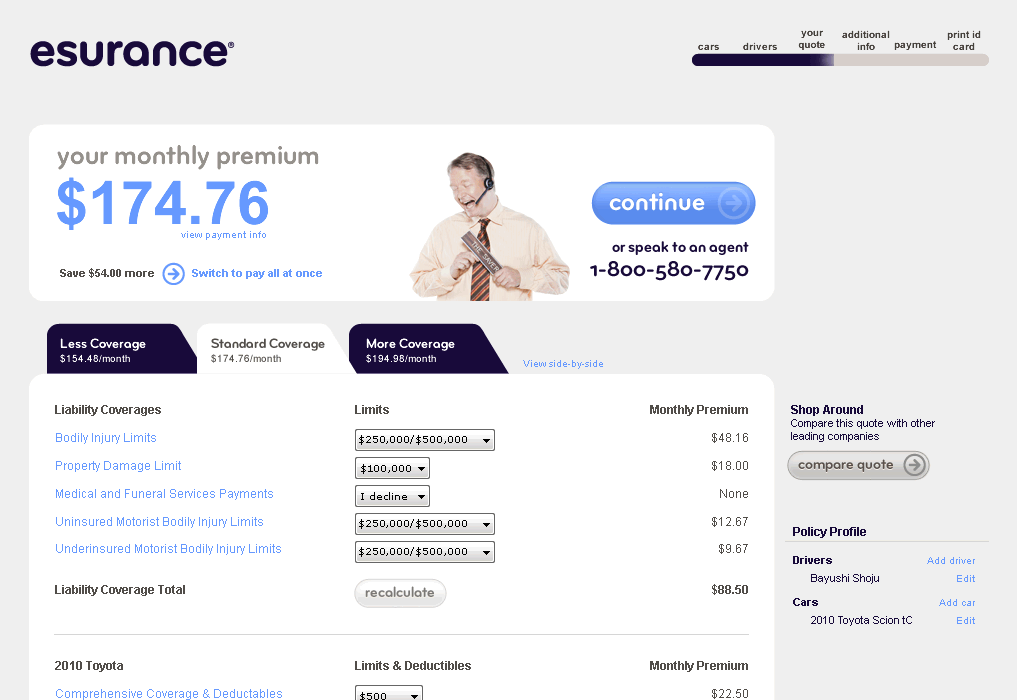 esurance®
cars drivers your quote additional info payment print id card
your monthly premium
$174.76
view payment info
Save $54.00 more Switch to pay all at once
THE SAVER
continue
or speak to an agent
1-800-580-7750
Less Coverage
$154.48/month
Standard Coverage
$174.76/month
More Coverage
$194.98/month
View side-by-side
Liability Coverages Limits Monthly Premium
Bodily Injury Limits $250,000/$500,000 $48.16
Property Damage Limit $100,000 $18.00
Medical and Funeral Services Payments I decline None
Uninsured Motorist Bodily Injury Limits $250,000/$500,000 $12.67
Underinsured Motorist Bodily Injury Limits $250,000/$500,000 $9.67
Liability Coverage Total recalculate $88.50
2010 Toyota Limits & Deductibles Monthly Premium
Comprehensive Coverage & Deductables $500 $22.50
Shop Around
Compare this quote with other
leading companies
compare quote
Policy Profile
Drivers Add driver
Bayushi Shoju Edit
Cars Add car
2010 Toyota Scion tC Edit